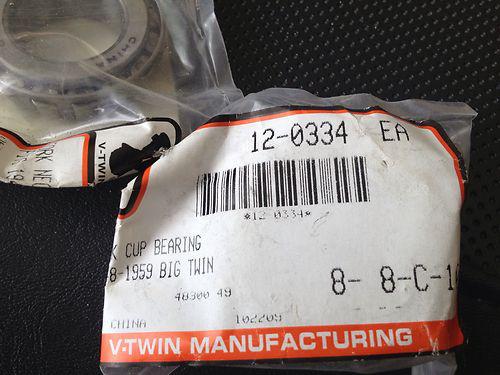 CHINA
V-TWIN
12-0334 EA
*12-0334*
CUP BEARING
8-1959 BIG TWIN
48300 49
8- 8-C-1
CHINA 102209
V-TWIN MANUFACTURING